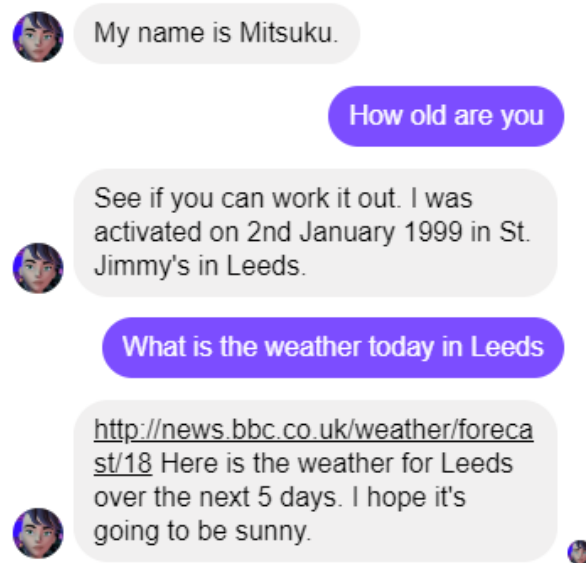 My name is Mitsuku.
How old are you
See if you can work it out. I was
activated on 2nd January 1999 in St.
Jimmy's in Leeds.
What is the weather today in Leeds
http://news.bbc.co.uk/weather/foreca
st/18 Here is the weather for Leeds
over the next 5 days. I hope it's
going to be sunny.